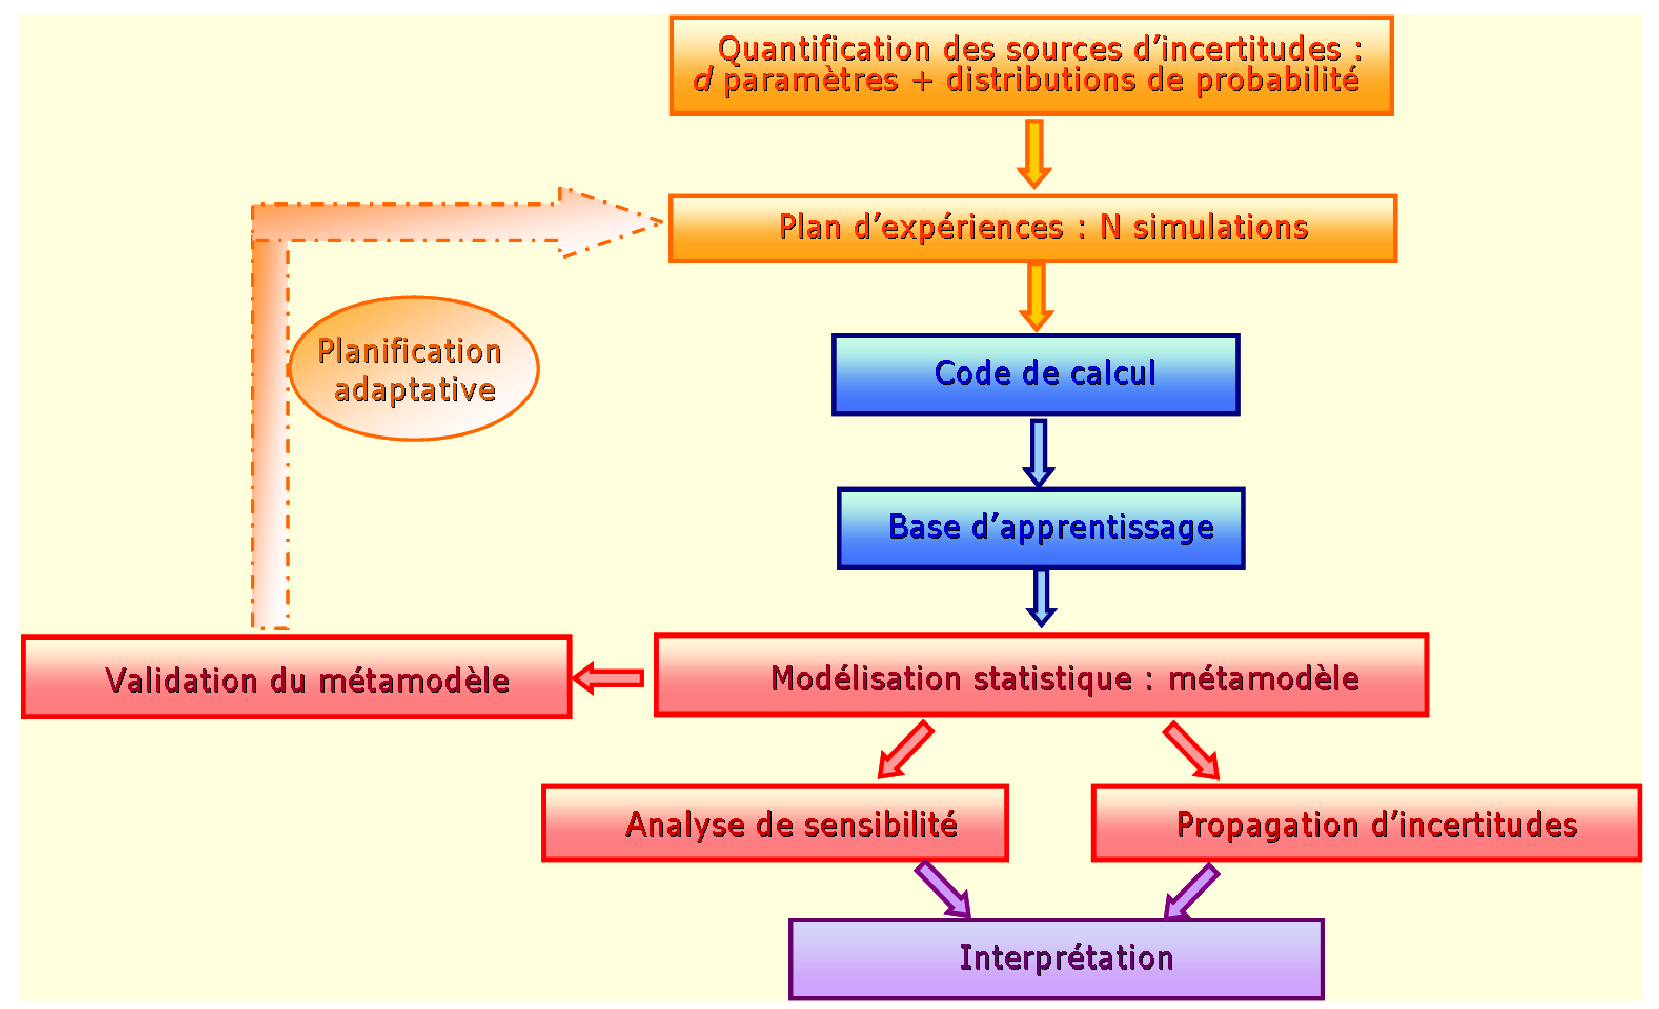 Quantification des sources d’incertitudes :
d paramètres + distributions de probabilité
Plan d’expériences : N simulations
Planification
adaptative
Code de calcul
Base d’apprentissage
Validation du métamodèle
Modélisation statistique : métamodèle
Analyse de sensibilité
Propagation d’incertitudes
Interprétation